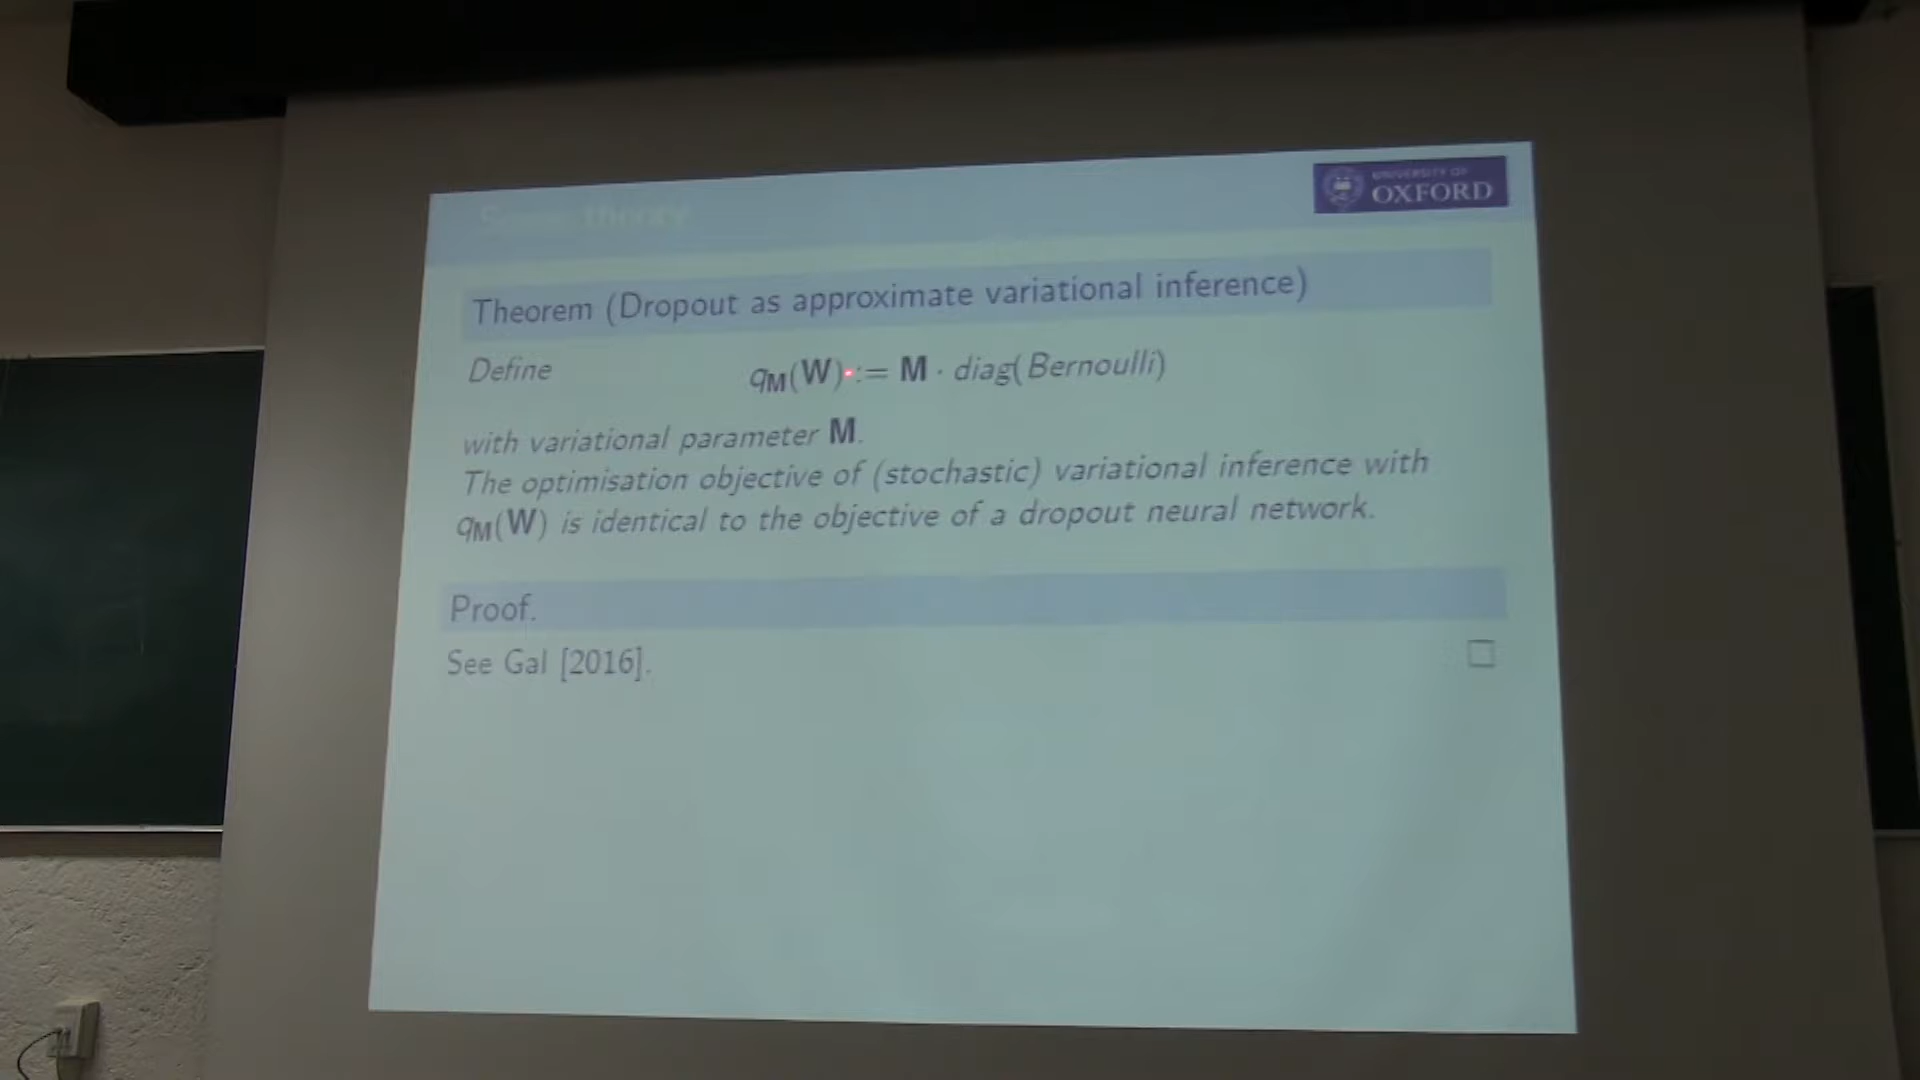 Some theory
UNIVERSITY OF
OXFORD
Theorem (Dropout as approximate variational inference)
Define
q_M(W) := M · diag(Bernoulli)
with variational parameter M.
The optimisation objective of (stochastic) variational inference with
q_M(W) is identical to the objective of a dropout neural network.
Proof.
See Gal [2016].